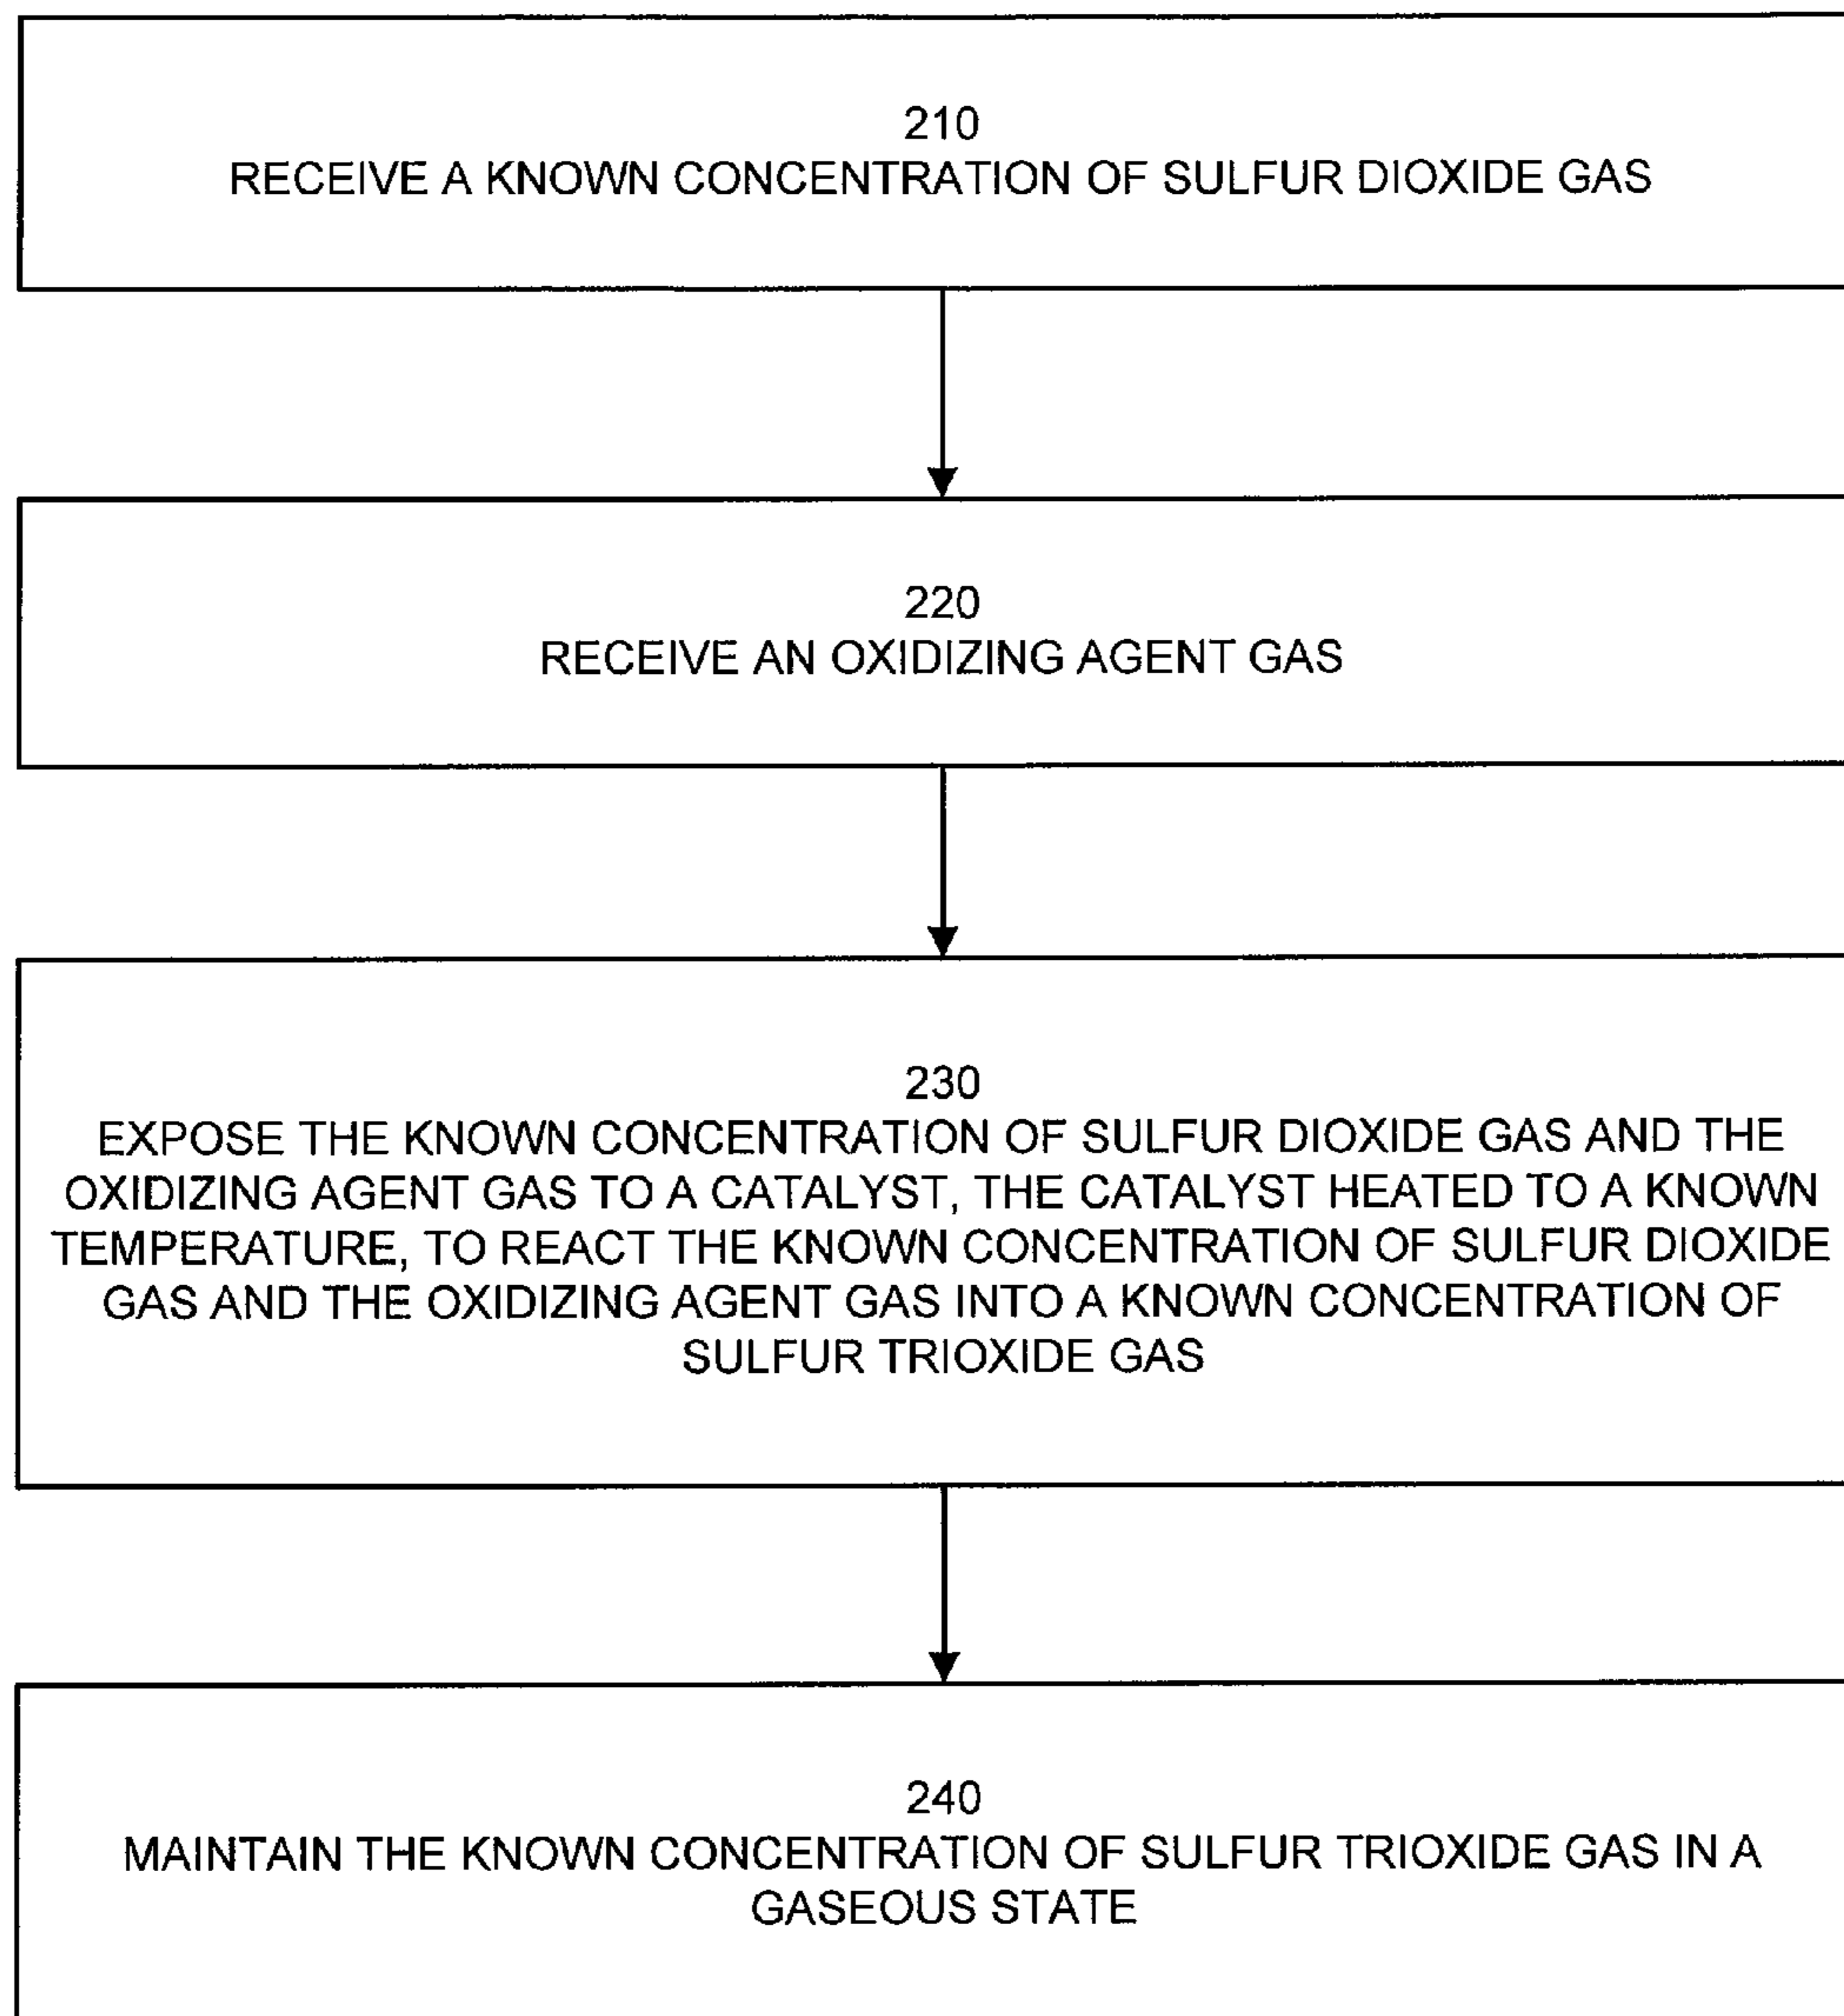 210
RECEIVE A KNOWN CONCENTRATION OF SULFUR DIOXIDE GAS
220
RECEIVE AN OXIDIZING AGENT GAS
230
EXPOSE THE KNOWN CONCENTRATION OF SULFUR DIOXIDE GAS AND THE
OXIDIZING AGENT GAS TO A CATALYST, THE CATALYST HEATED TO A KNOWN
TEMPERATURE, TO REACT THE KNOWN CONCENTRATION OF SULFUR DIOXIDE
GAS AND THE OXIDIZING AGENT GAS INTO A KNOWN CONCENTRATION OF
SULFUR TRIOXIDE GAS
240
MAINTAIN THE KNOWN CONCENTRATION OF SULFUR TRIOXIDE GAS IN A
GASEOUS STATE